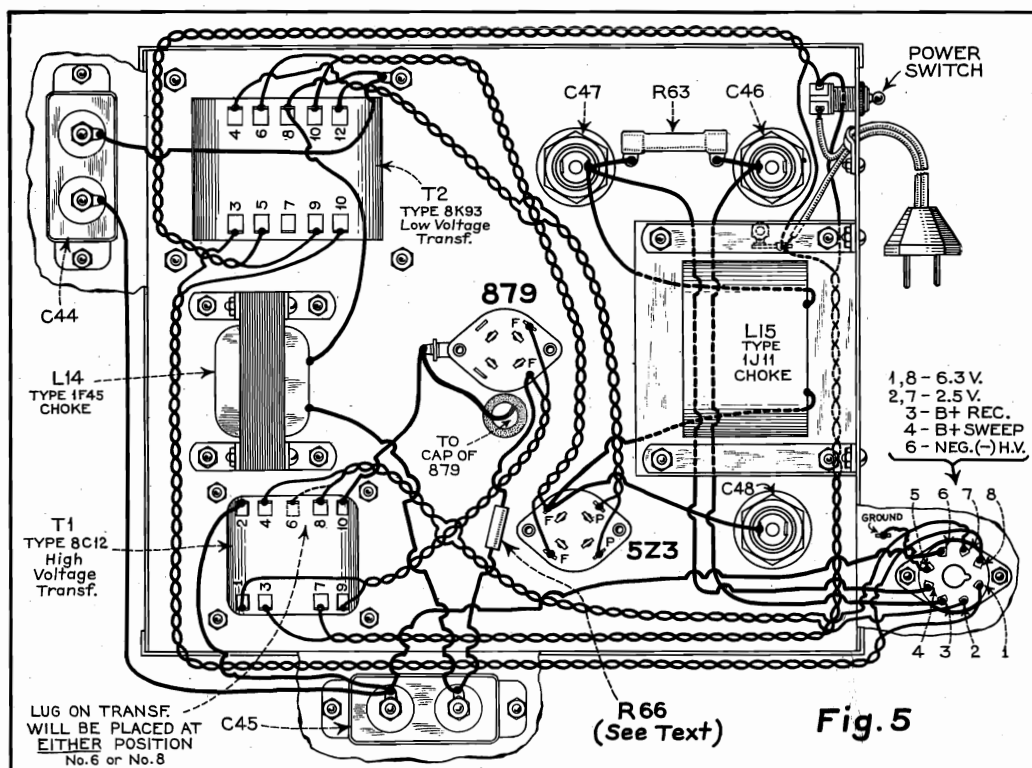 POWER
SWITCH
C47
R63
C46
C44
4 6 8 10 12
3 5 7 9 10
T2
TYPE 8K93
Low Voltage
Transf.
879
F
F
TO
CAP OF
879
L14
TYPE 1F45
CHOKE
L15
TYPE
1J11
CHOKE
1,8-6.3 V.
2,7-2.5 V.
3-B+ REC.
4-B+ SWEEP
6-NEG.(-)H.V.
C48
F P
F P
5Z3
GROUND
5 6 7 8
4 3 2 1
T1
TYPE 8C12
High
Voltage
Transf.
2 4 6 8 10
1 3 7 9
LUG ON TRANSF.
WILL BE PLACED AT
EITHER POSITION
No.6 or No.8
C45
R66
(See Text)
Fig. 5